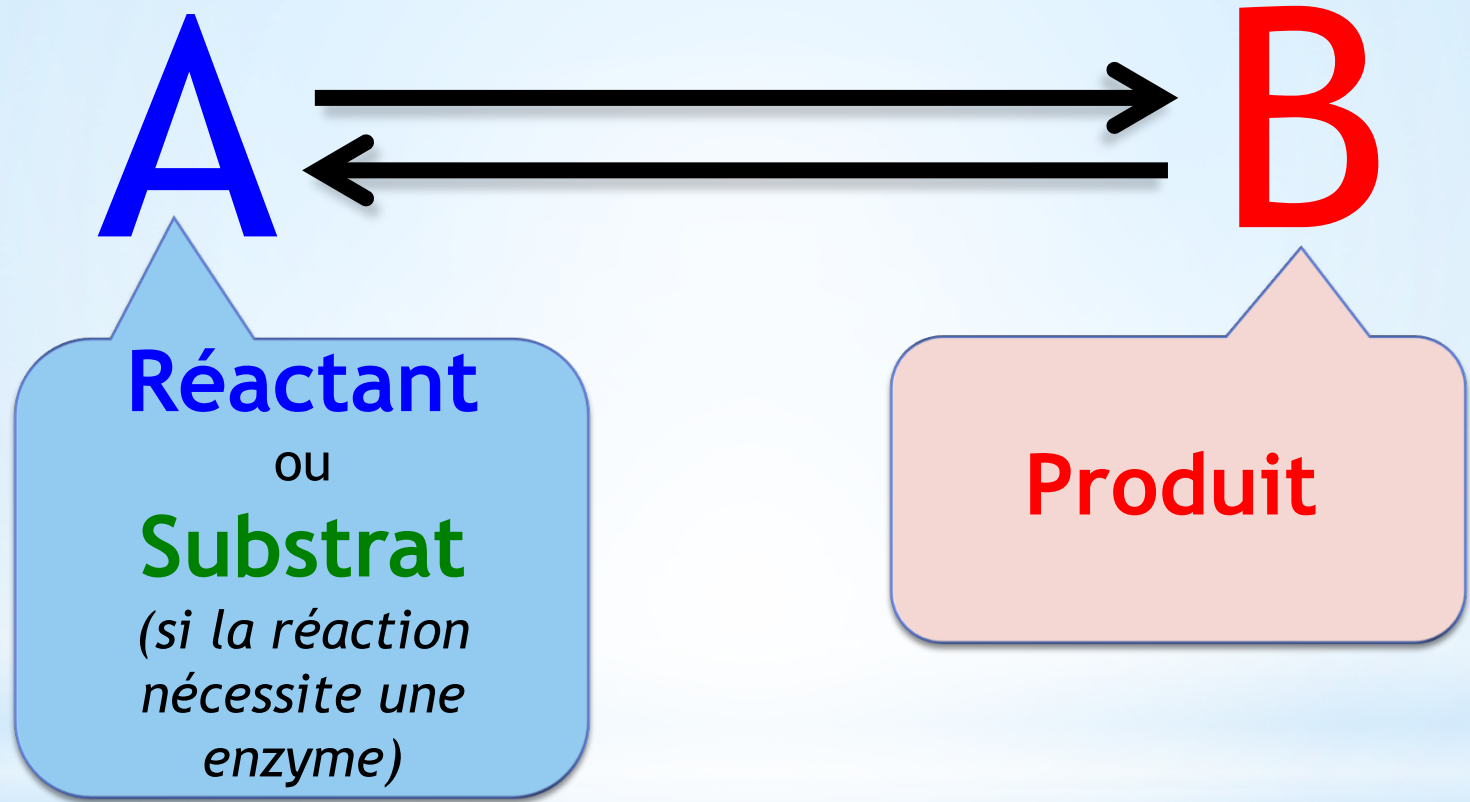 A B
Réactant
ou
Substrat
(si la réaction
nécessite une
enzyme)
Produit